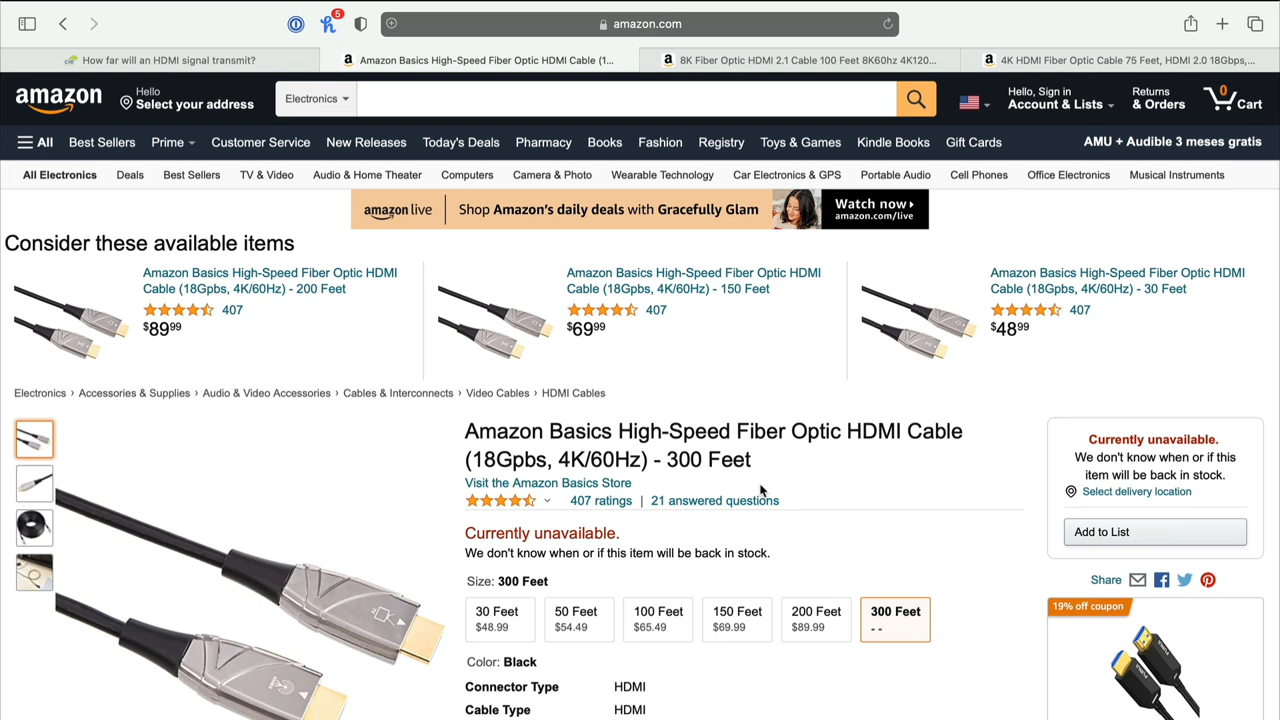 5
amazon.com
How far will an HDMI signal transmit?
Amazon Basics High-Speed Fiber Optic HDMI Cable (1...
8K Fiber Optic HDMI 2.1 Cable 100 Feet 8K60hz 4K120...
4K HDMI Fiber Optic Cable 75 Feet, HDMI 2.0 18Gbps,...
amazon
Hello
Select your address
Electronics
Hello, Sign in
Account & Lists
Returns
& Orders
0
Cart
All
Best Sellers
Prime
Customer Service
New Releases
Today's Deals
Pharmacy
Books
Fashion
Registry
Toys & Games
Kindle Books
Gift Cards
AMU + Audible 3 meses gratis
All Electronics
Deals
Best Sellers
TV & Video
Audio & Home Theater
Computers
Camera & Photo
Wearable Technology
Car Electronics & GPS
Portable Audio
Cell Phones
Office Electronics
Musical Instruments
amazon live
Shop Amazon's daily deals with Gracefully Glam
Watch now
amazon.com/live
Consider these available items
Amazon Basics High-Speed Fiber Optic HDMI
Cable (18Gpbs, 4K/60Hz) - 200 Feet
407
$8999
Amazon Basics High-Speed Fiber Optic HDMI
Cable (18Gpbs, 4K/60Hz) - 150 Feet
407
$6999
Amazon Basics High-Speed Fiber Optic HDMI
Cable (18Gpbs, 4K/60Hz) - 30 Feet
407
$4899
Electronics › Accessories & Supplies › Audio & Video Accessories › Cables & Interconnects › Video Cables › HDMI Cables
Amazon Basics High-Speed Fiber Optic HDMI Cable
(18Gpbs, 4K/60Hz) - 300 Feet
Visit the Amazon Basics Store
407 ratings | 21 answered questions
Currently unavailable.
We don't know when or if this item will be back in stock.
Size: 300 Feet
30 Feet
$48.99
50 Feet
$54.49
100 Feet
$65.49
150 Feet
$69.99
200 Feet
$89.99
300 Feet
- -
Color: Black
Connector Type HDMI
Cable Type HDMI
Currently unavailable.
We don't know when or if this
item will be back in stock.
Select delivery location
Add to List
Share
19% off coupon